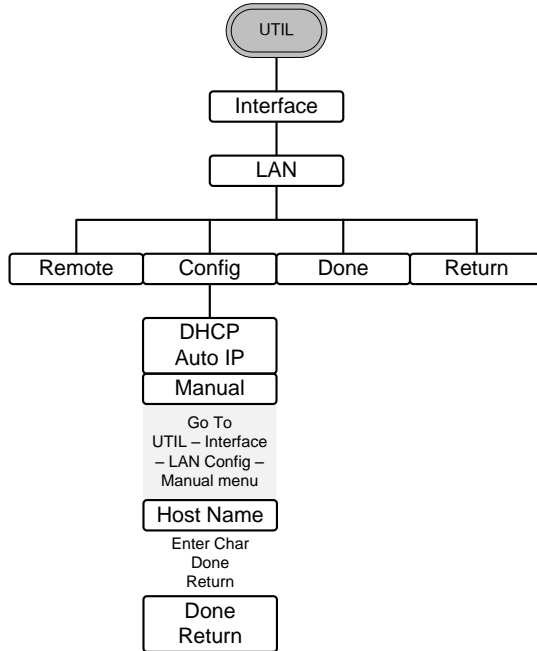 UTIL
Interface
LAN
Remote Config Done Return
DHCP
Auto IP
Manual
Go To
UTIL – Interface
– LAN Config –
Manual menu
Host Name
Enter Char
Done
Return
Done
Return